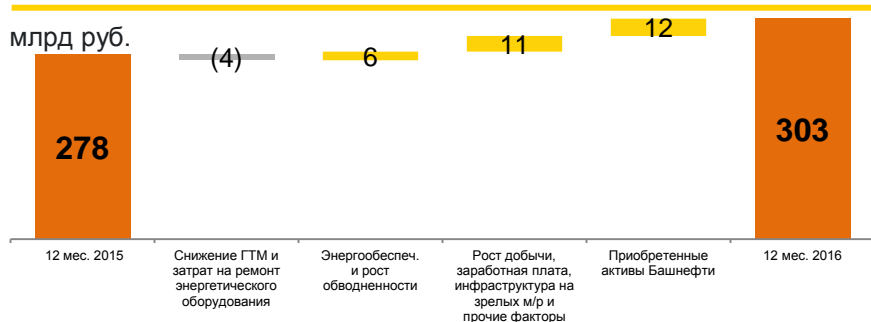 млрд руб.
278
(4)
6
11
12
303
12 мес. 2015
Снижение ГТМ и
затрат на ремонт
энергетического
оборудования
Энергообеспеч.
и рост
обводненности
Рост добычи,
заработная плата,
инфраструктура на
зрелых м/р и
прочие факторы
Приобретенные
активы Башнефти
12 мес. 2016